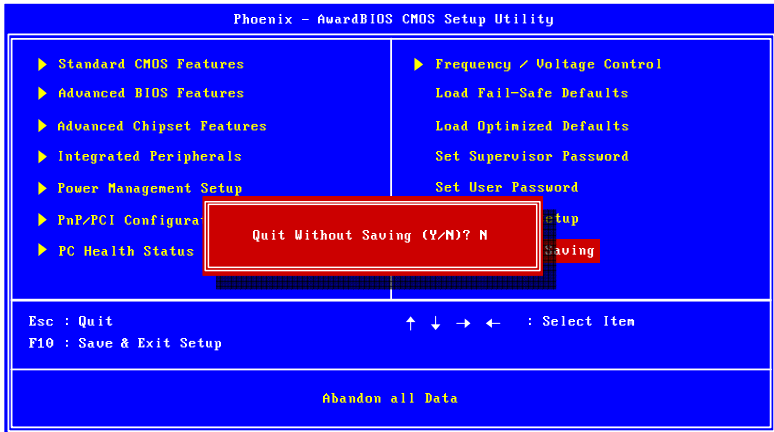 Phoenix - AwardBIOS CMOS Setup Utility
Standard CMOS Features
Advanced BIOS Features
Advanced Chipset Features
Integrated Peripherals
Power Management Setup
PnP/PCI Configura
PC Health Status
Frequency / Voltage Control
Load Fail-Safe Defaults
Load Optimized Defaults
Set Supervisor Password
Set User Password
etup
Saving
Quit Without Saving (Y/N)? N
Esc : Quit
F10 : Save & Exit Setup
↑ ↓ → ← : Select Item
Abandon all Data